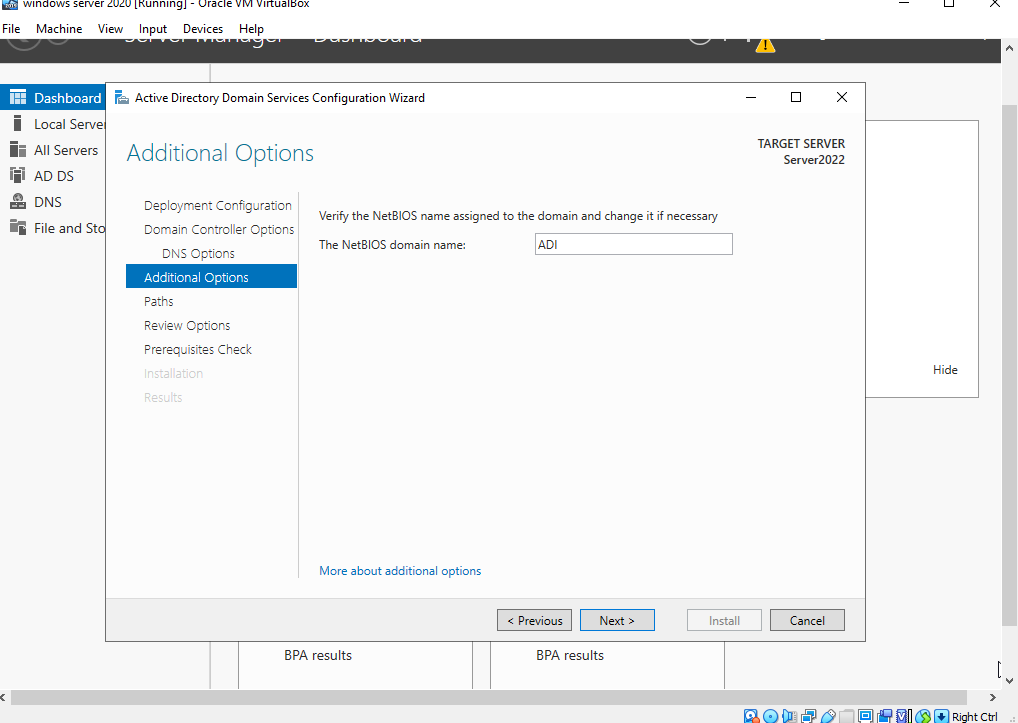 windows server 2020 [Running] - Oracle VM VirtualBox
File Machine View Input Devices Help
Server Manager Dashboard
Dashboard
Local Server
All Servers
AD DS
DNS
File and Sto
Active Directory Domain Services Configuration Wizard
Additional Options
TARGET SERVER
Server2022
Deployment Configuration
Domain Controller Options
DNS Options
Additional Options
Paths
Review Options
Prerequisites Check
Installation
Results
Verify the NetBIOS name assigned to the domain and change it if necessary
The NetBIOS domain name: ADI
More about additional options
< Previous Next > Install Cancel
Hide
BPA results BPA results
Right Ctrl